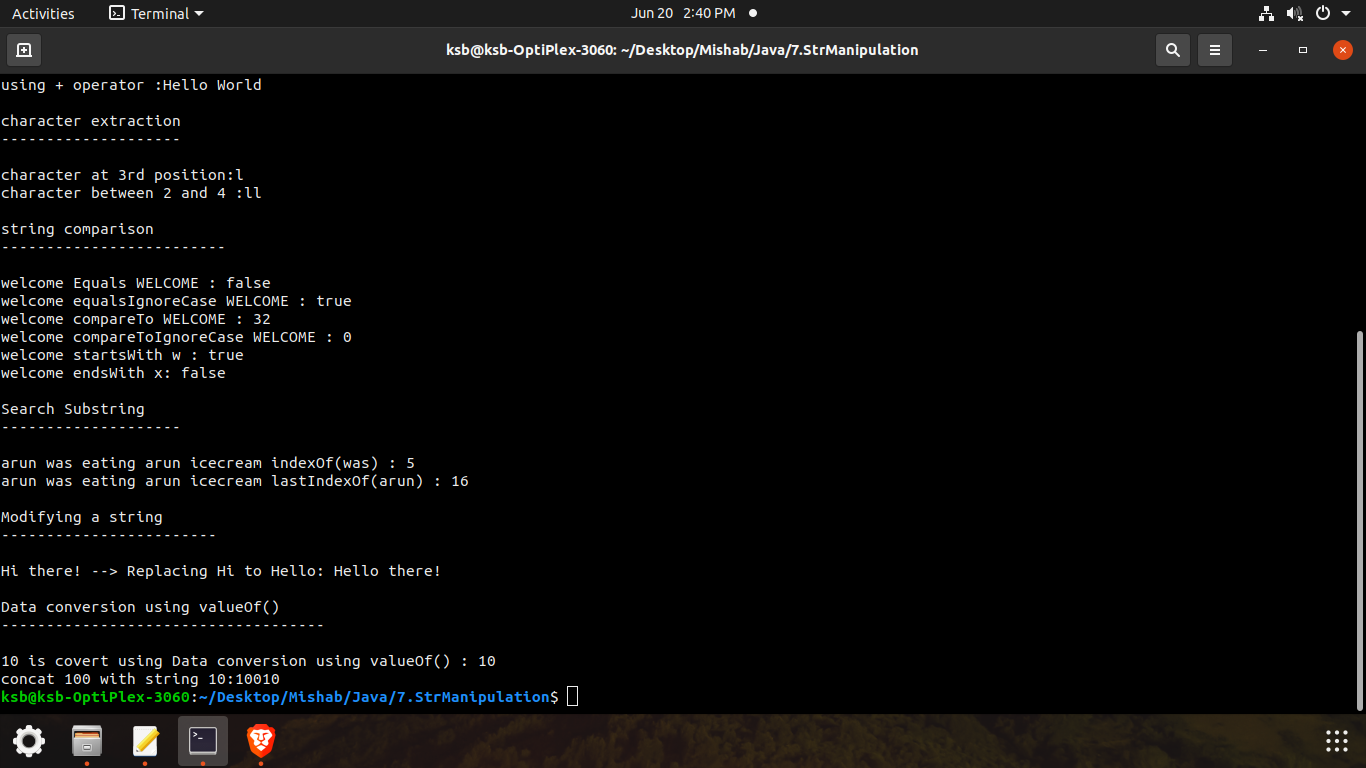 Activities
Terminal
Jun 20 2:40 PM
ksb@ksb-OptiPlex-3060: ~/Desktop/Mishab/Java/7.StrManipulation
using + operator :Hello World
character extraction
--------------------
character at 3rd position:l
character between 2 and 4 :ll
string comparison
-------------------------
welcome Equals WELCOME : false
welcome equalsIgnoreCase WELCOME : true
welcome compareTo WELCOME : 32
welcome compareToIgnoreCase WELCOME : 0
welcome startsWith w : true
welcome endsWith x: false
Search Substring
--------------------
arun was eating arun icecream indexOf(was) : 5
arun was eating arun icecream lastIndexOf(arun) : 16
Modifying a string
------------------------
Hi there! --> Replacing Hi to Hello: Hello there!
Data conversion using valueOf()
------------------------------------
10 is covert using Data conversion using valueOf() : 10
concat 100 with string 10:10010
ksb@ksb-OptiPlex-3060:~/Desktop/Mishab/Java/7.StrManipulation$